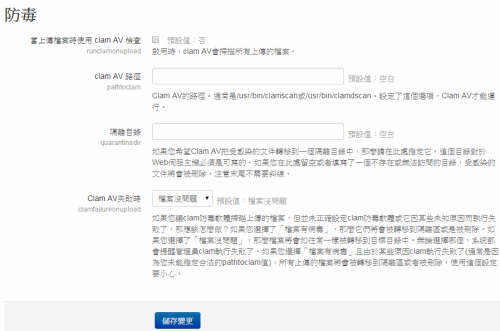 防毒
當上傳檔案時使用 clam AV 檢查
runclamonupload
預設值：否
啟用時，clam AV會掃描所有上傳的檔案。
clam AV 路徑
pathtoclam
預設值：空白
Clam AV的路徑。通常是/usr/bin/clamscan或/usr/bin/clamdscan。設定了這個選項，Clam AV才能運
行。
隔離目錄
quarantinedir
預設值：空白
如果您希望Clam AV把受感染的文件轉移到一個隔離目錄中，那麼請在此處指定它。這個目錄對於
Web伺服主機必須是可寫的。如果您在此處留空或者填寫了一個不存在或無法訪問的目錄，受感染的
文件將會被刪除。注意末尾不需要斜線。
Clam AV失敗時
clamfailureonupload
檔案沒問題
預設值：檔案沒問題
如果您讓clam防毒軟體掃瞄上傳的檔案，但並未正確設定clam防毒軟體或它因某些未知原因而執行失
敗了，那應該怎麼做？如果您選擇了「檔案有病毒」，那麼它們將會被轉移到隔離區或是被刪除。如
果您選擇了「檔案沒問題」，那麼檔案將會如往常一樣被轉移到目標目錄中。無論選擇哪個，系統都
會提醒管理員clam執行失敗了。如果您選擇「檔案有病毒」且由於某些原因clam執行失敗了(通常是因
為您未能指定合法的pathtoclam值)，所有上傳的檔案將會被轉移到隔離區或者被刪除。使用這個設定
要小心。
儲存變更